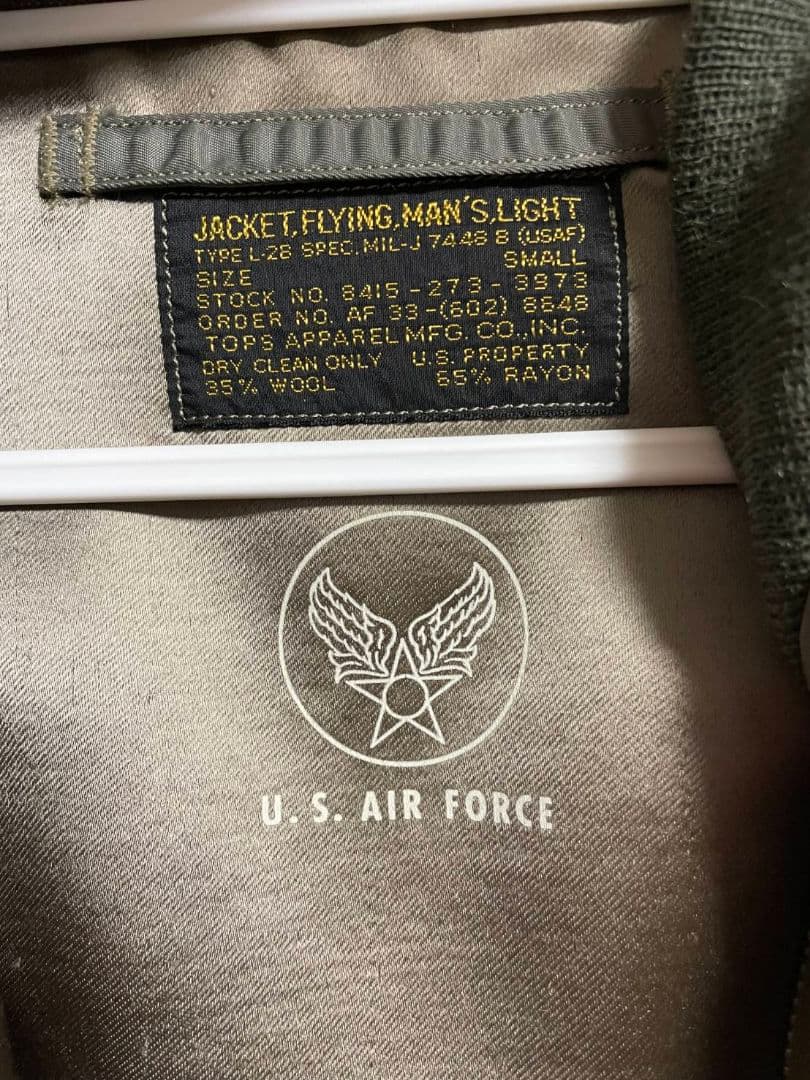 JACKET, FLYING, MAN'S, LIGHT
TYPE L-2B SPEC. MIL-J 7448 B (USAF)
SIZE SMALL
STOCK NO. 8415-273-3973
ORDER NO. AF 33-(602) 8648
TOPS APPAREL MFG. CO., INC.
DRY CLEAN ONLY U.S. PROPERTY
35% WOOL 65% RAYON
U. S. AIR FORCE